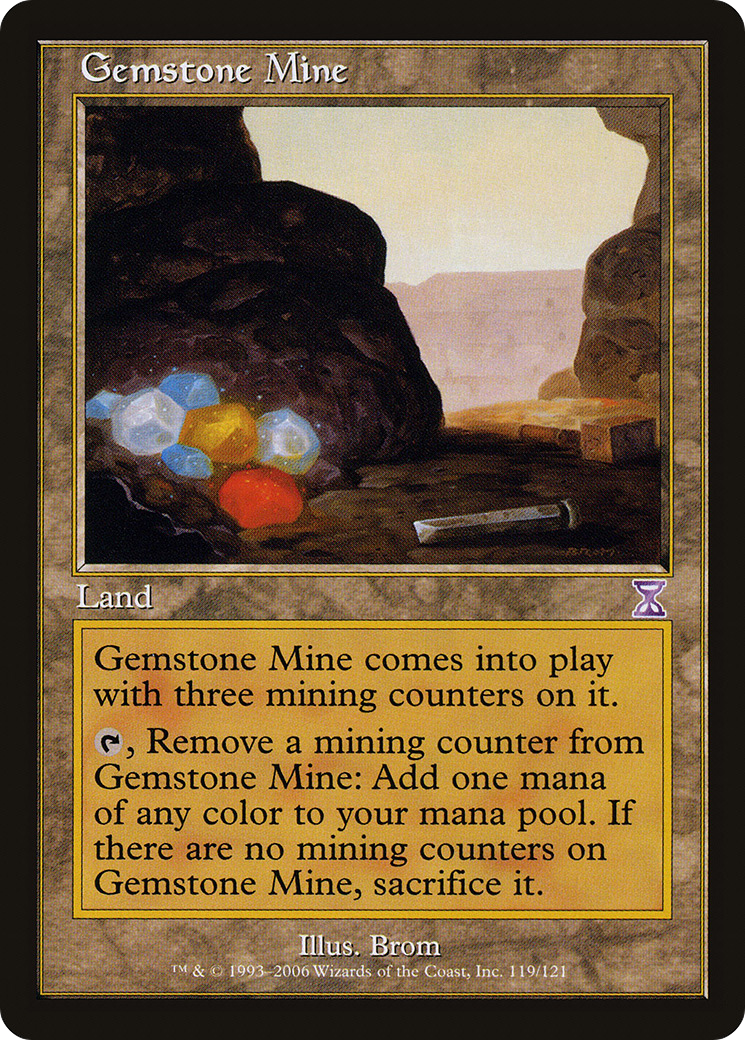 Gemstone Mine
BROM
Land
Gemstone Mine comes into play
with three mining counters on it.
, Remove a mining counter from
Gemstone Mine: Add one mana
of any color to your mana pool. If
there are no mining counters on
Gemstone Mine, sacrifice it.
Illus. Brom
™ & © 1993–2006 Wizards of the Coast, Inc. 119/121